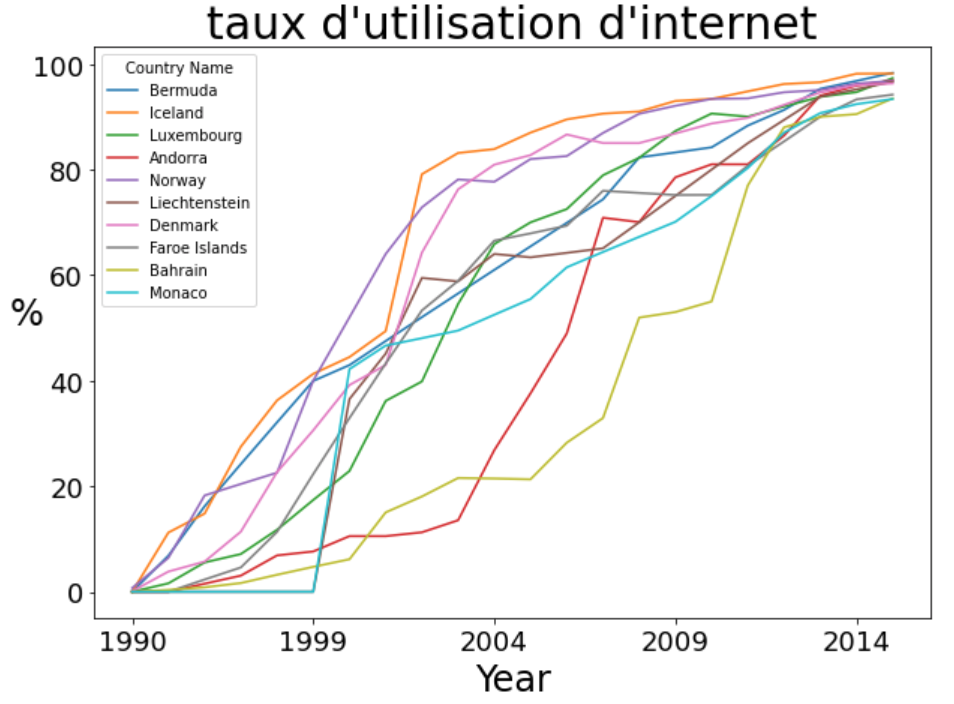 taux d'utilisation d'internet
Country Name
Bermuda
Iceland
Luxembourg
Andorra
Norway
Liechtenstein
Denmark
Faroe Islands
Bahrain
Monaco
100
80
60
40
20
0
%
1990 1999 2004 2009 2014
Year